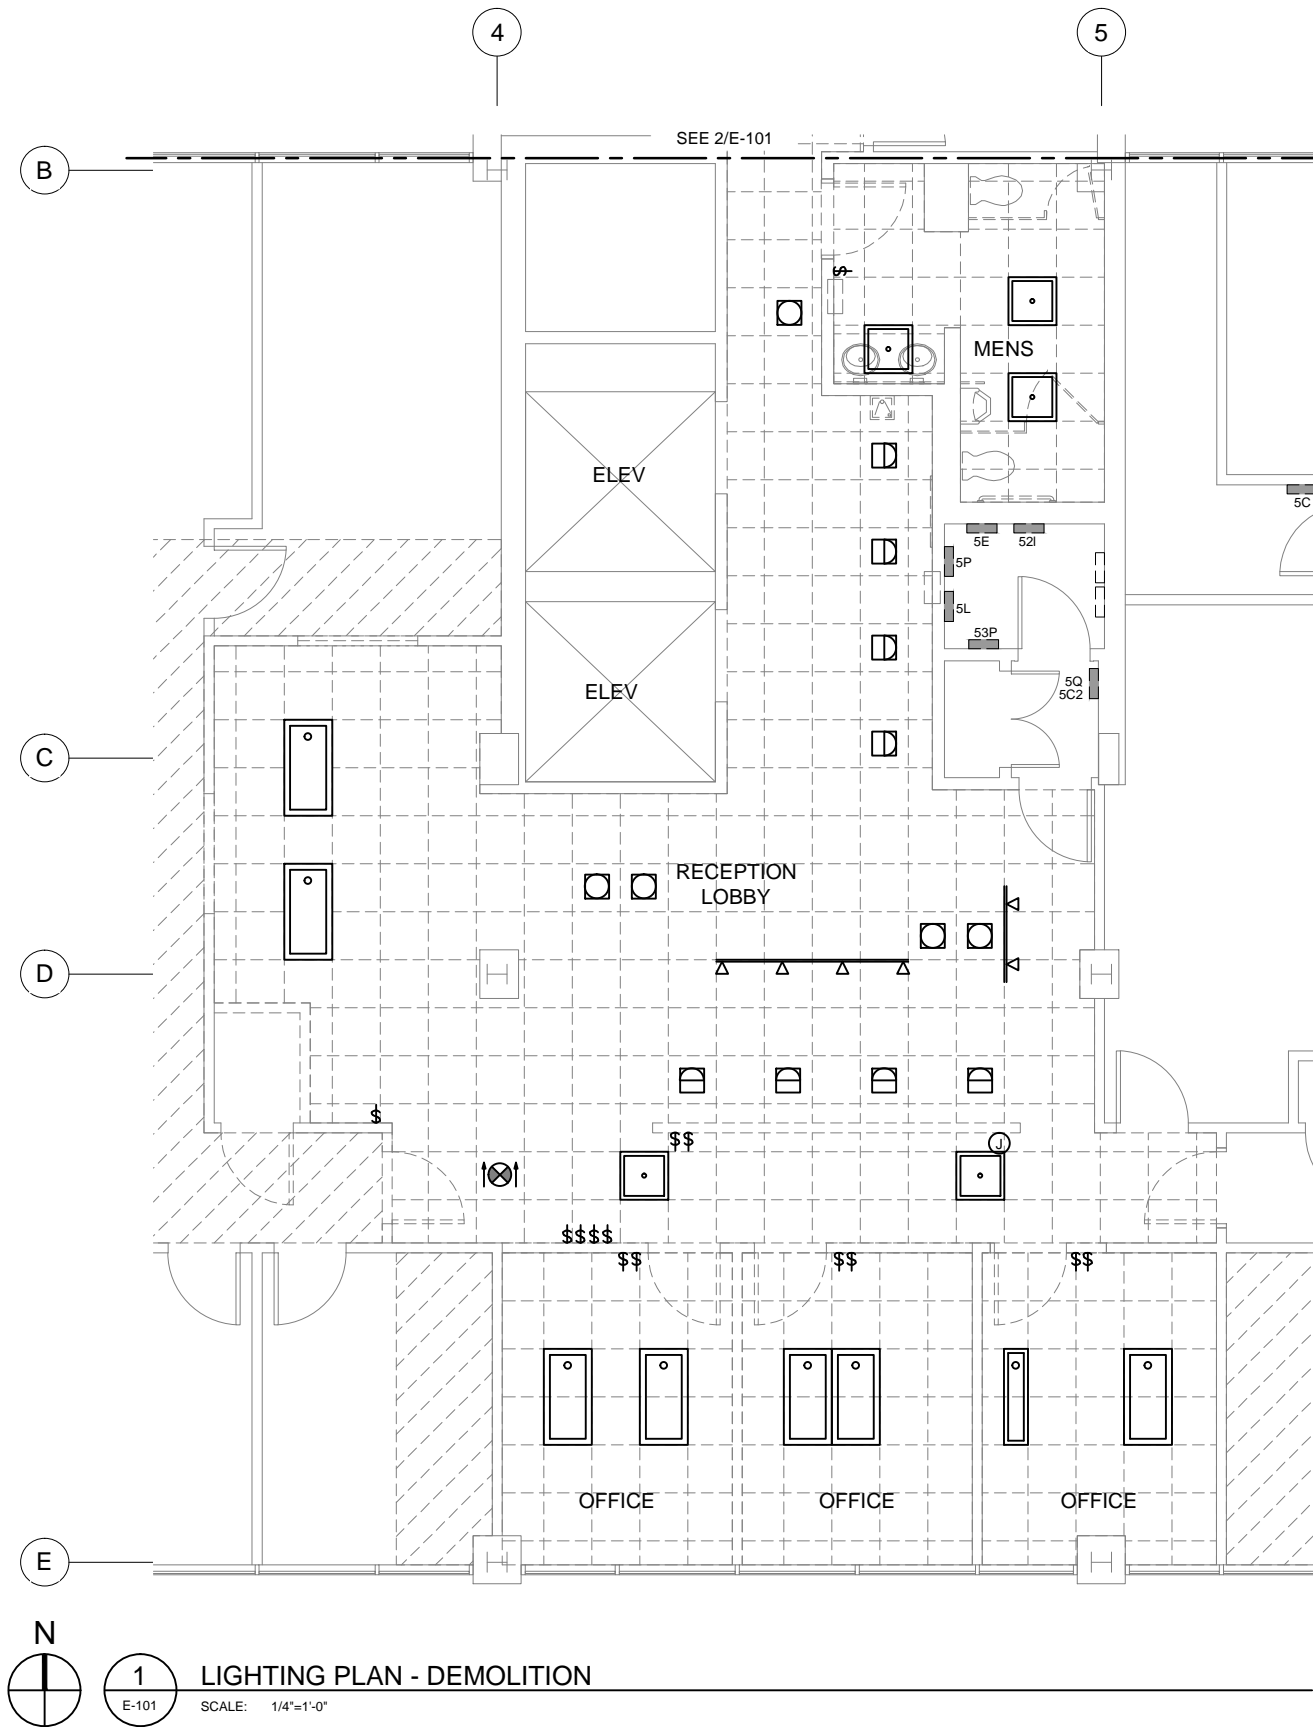 4
5
SEE 2/E-101
B
MENS
ELEV
5C
5E
52I
5P
5L
53P
5Q
5C2
ELEV
C
RECEPTION
LOBBY
D
$
$$
J
$$$$
$$
$$
$$
OFFICE
OFFICE
OFFICE
E
N
1
E-101
LIGHTING PLAN - DEMOLITION
SCALE: 1/4"=1'-0"